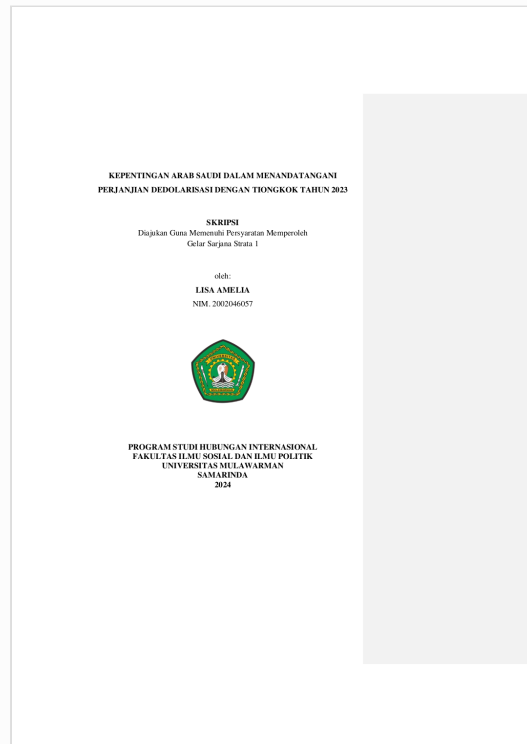 KEPENTINGAN ARAB SAUDI DALAM MENANDATANGANI
PERJANJIAN DEDOLARISASI DENGAN TIONGKOK TAHUN 2023
SKRIPSI
Diajukan Guna Memenuhi Persyaratan Memperoleh
Gelar Sarjana Strata 1
oleh:
LISA AMELIA
NIM. 2002046057
PROGRAM STUDI HUBUNGAN INTERNASIONAL
FAKULTAS ILMU SOSIAL DAN ILMU POLITIK
UNIVERSITAS MULAWARMAN
SAMARINDA
2024